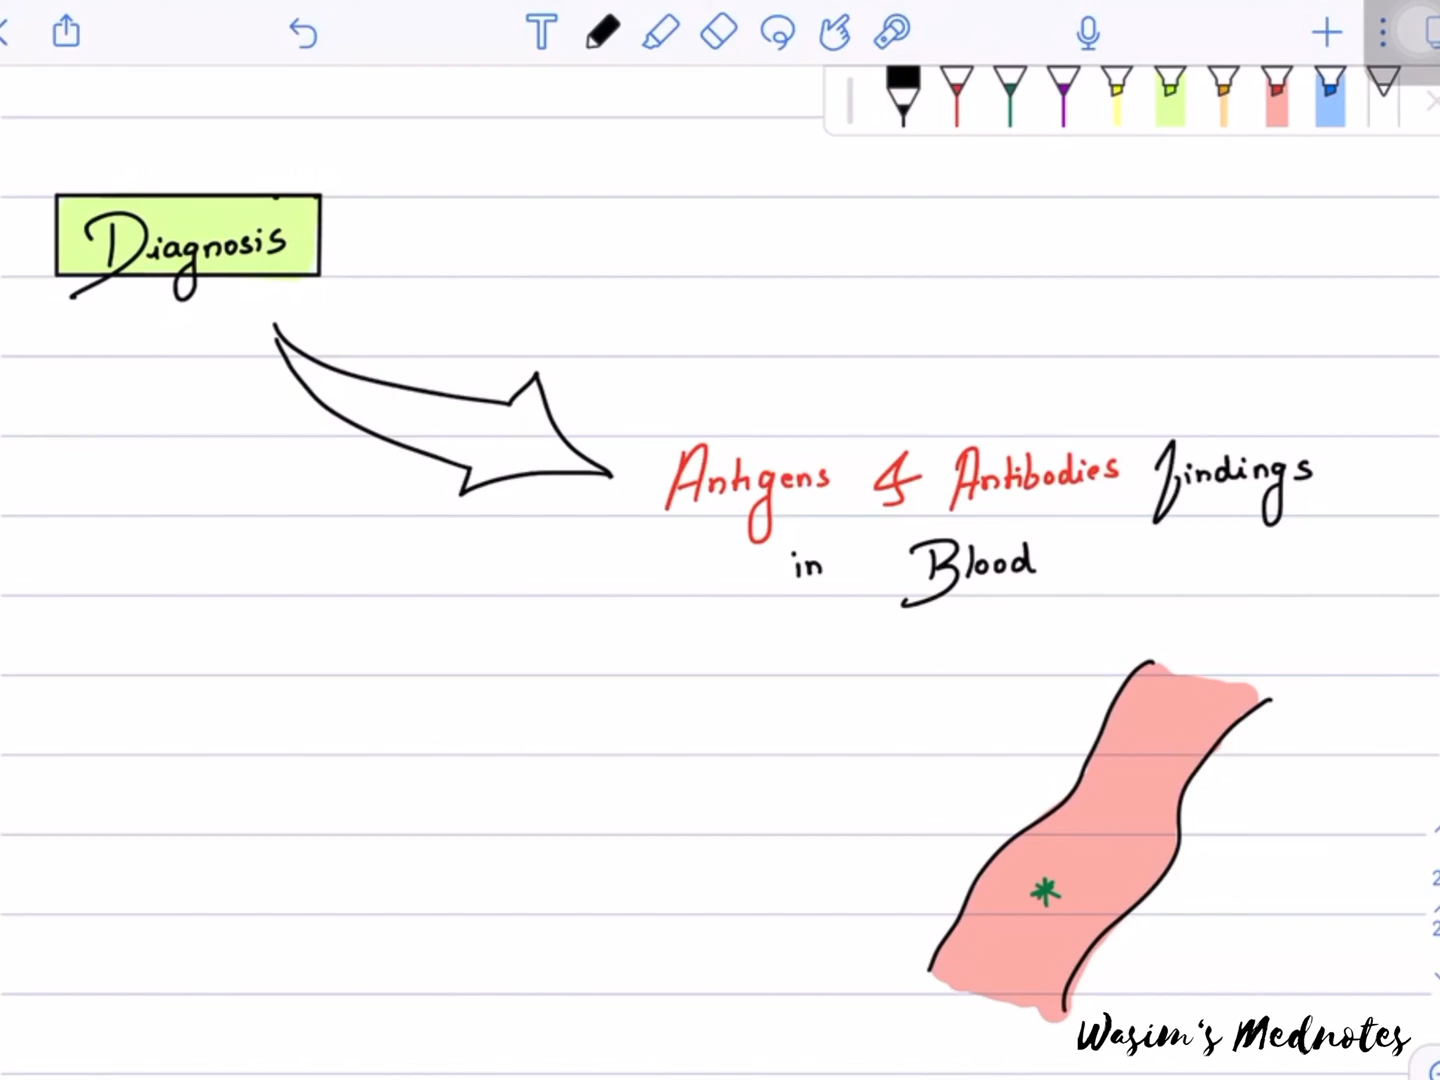 Diagnosis
Antigens & Antibodies findings
in Blood
Wasim's Mednotes